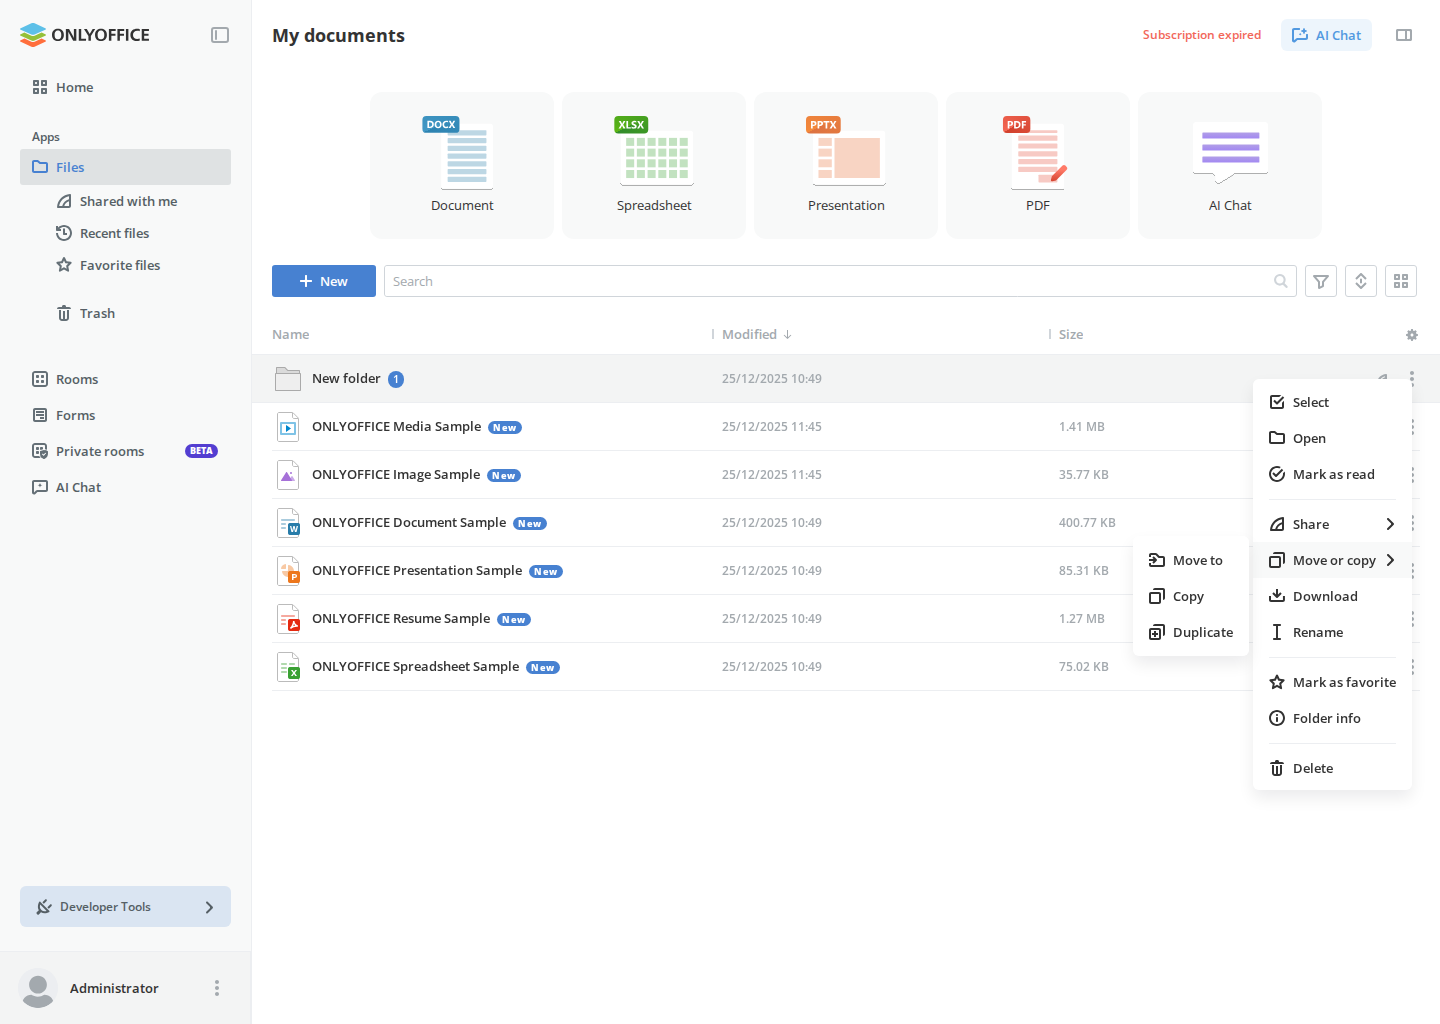 ONLYOFFICE
Home
Apps
Files
Shared with me
Recent files
Favorite files
Trash
Rooms
Forms
Private rooms BETA
AI Chat
Developer Tools
Administrator
My documents
Subscription expired
AI Chat
DOCX
Document
XLSX
Spreadsheet
PPTX
Presentation
PDF
PDF
AI Chat
New
Search
Name Modified Size
New folder 1 25/12/2025 10:49
ONLYOFFICE Media Sample New 25/12/2025 11:45 1.41 MB
ONLYOFFICE Image Sample New 25/12/2025 11:45 35.77 KB
W
ONLYOFFICE Document Sample New 25/12/2025 10:49 400.77 KB
P
ONLYOFFICE Presentation Sample New 25/12/2025 10:49 85.31 KB
ONLYOFFICE Resume Sample New 25/12/2025 10:49 1.27 MB
X
ONLYOFFICE Spreadsheet Sample New 25/12/2025 10:49 75.02 KB
Select
Open
Mark as read
Share
Move or copy
Download
Rename
Mark as favorite
Folder info
Delete
Move to
Copy
Duplicate